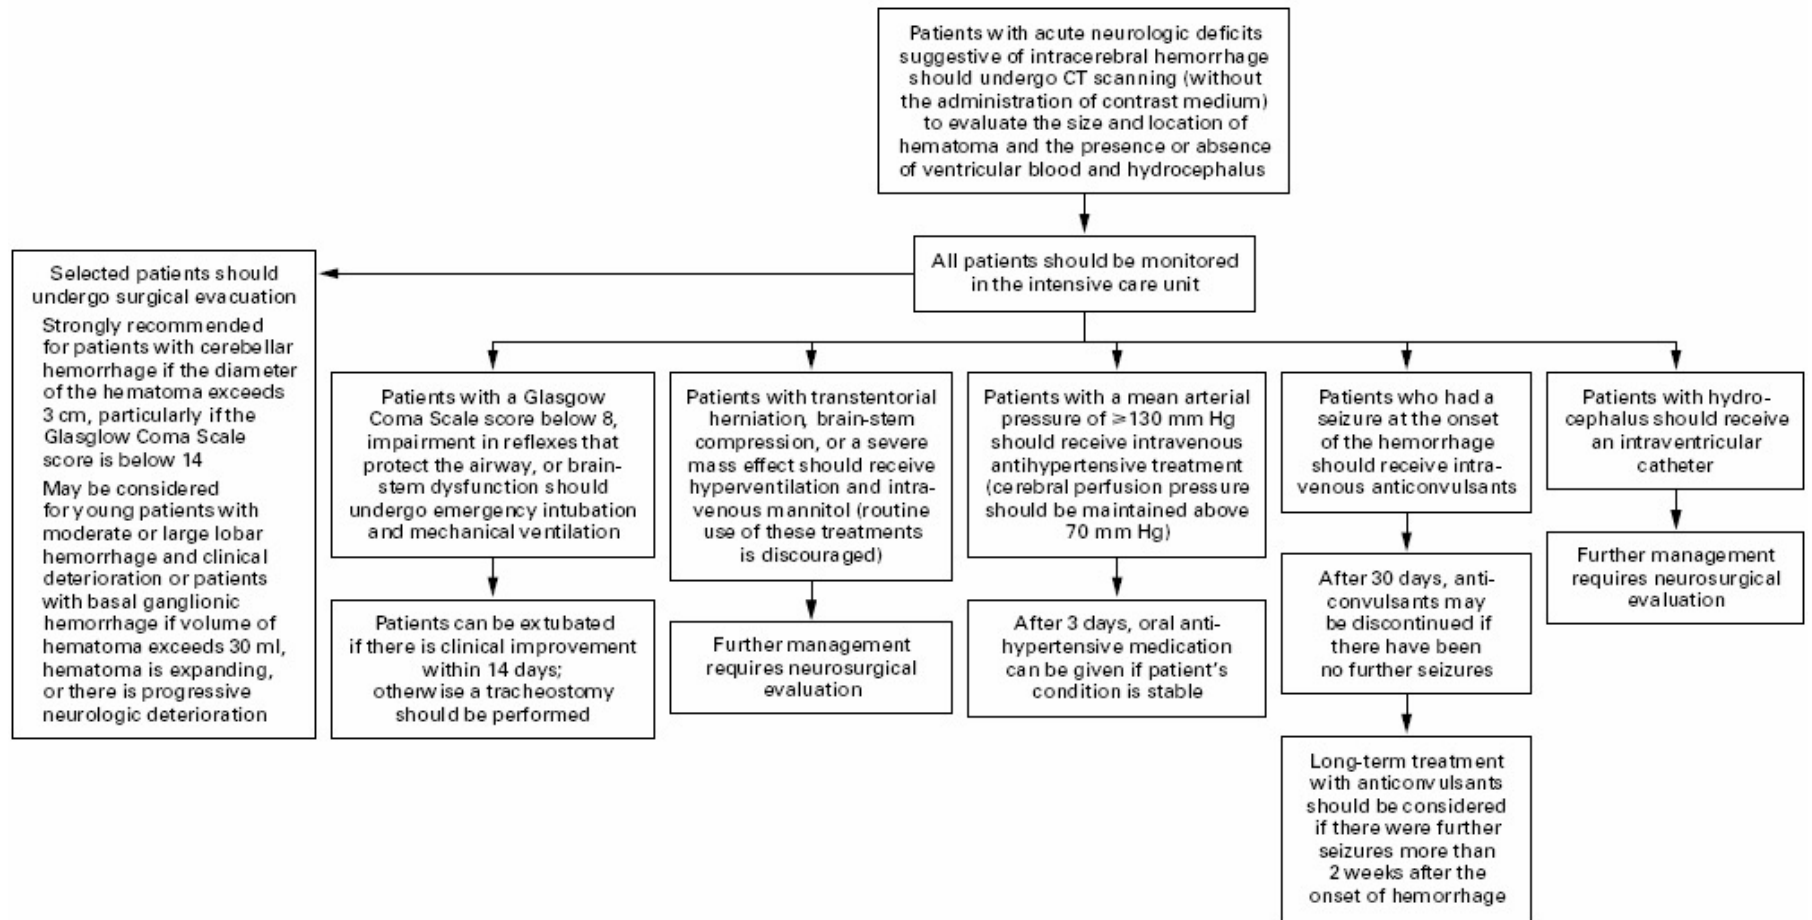 Patients with acute neurologic deficits
suggestive of intracerebral hemorrhage
should undergo CT scanning (without
the administration of contrast medium)
to evaluate the size and location of
hematoma and the presence or absence
of ventricular blood and hydrocephalus
All patients should be monitored
in the intensive care unit
Selected patients should
undergo surgical evacuation
Strongly recommended
for patients with cerebellar
hemorrhage if the diameter
of the hematoma exceeds
3 cm, particularly if the
Glasglow Coma Scale
score is below 14
May be considered
for young patients with
moderate or large lobar
hemorrhage and clinical
deterioration or patients
with basal ganglionic
hemorrhage if volume of
hematoma exceeds 30 ml,
hematoma is expanding,
or there is progressive
neurologic deterioration
Patients with a Glasgow
Coma Scale score below 8,
impairment in reflexes that
protect the airway, or brain-
stem dysfunction should
undergo emergency intubation
and mechanical ventilation
Patients can be extubated
if there is clinical improvement
within 14 days;
otherwise a tracheostomy
should be performed
Patients with transtentorial
herniation, brain-stem
compression, or a severe
mass effect should receive
hyperventilation and intra-
venous mannitol (routine
use of these treatments
is discouraged)
Further management
requires neurosurgical
evaluation
Patients with a mean arterial
pressure of ≥130 mm Hg
should receive intravenous
antihypertensive treatment
(cerebral perfusion pressure
should be maintained above
70 mm Hg)
After 3 days, oral anti-
hypertensive medication
can be given if patient's
condition is stable
Patients who had a
seizure at the onset
of the hemorrhage
should receive intra-
venous anticonvulsants
After 30 days, anti-
convulsants may
be discontinued if
there have been
no further seizures
Long-term treatment
with anticonvulsants
should be considered
if there were further
seizures more than
2 weeks after the
onset of hemorrhage
Patients with hydro-
cephalus should receive
an intraventricular
catheter
Further management
requires neurosurgical
evaluation